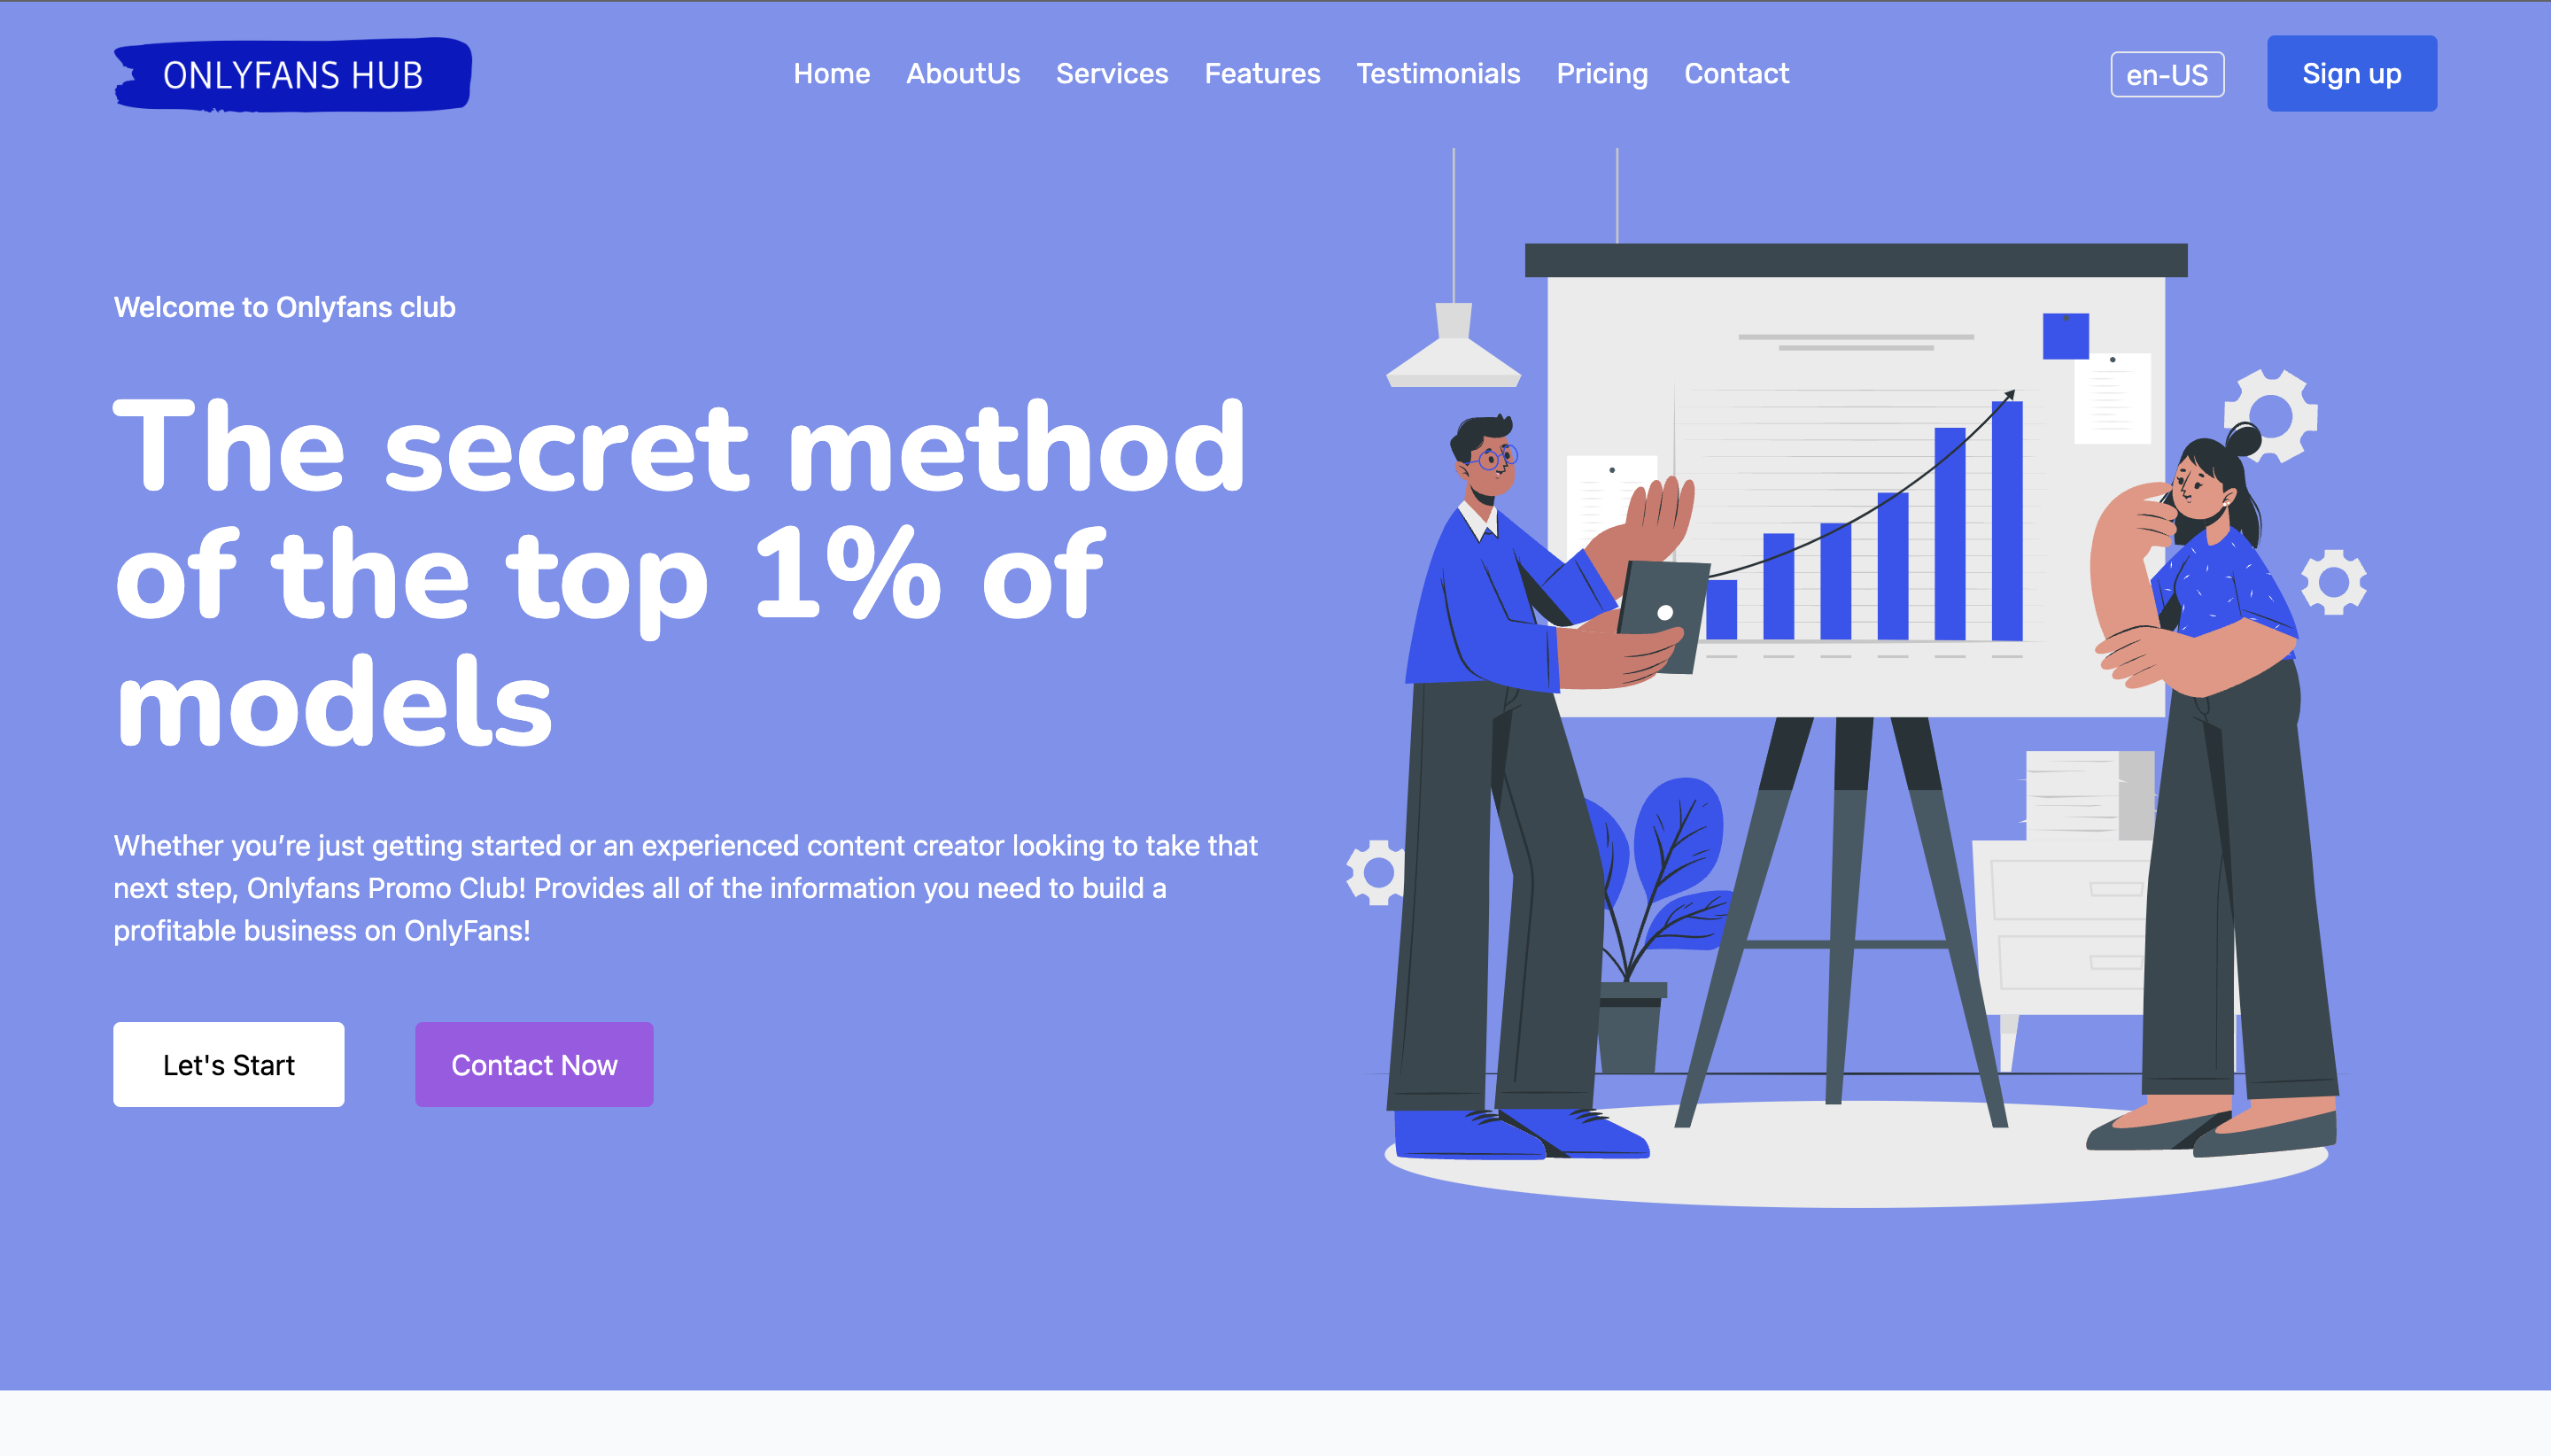 ONLYFANS HUB
Home AboutUs Services Features Testimonials Pricing Contact
en-US
Sign up
Welcome to Onlyfans club
The secret method
of the top 1% of
models
Whether you’re just getting started or an experienced content creator looking to take that
next step, Onlyfans Promo Club! Provides all of the information you need to build a
profitable business on OnlyFans!
Let's Start
Contact Now